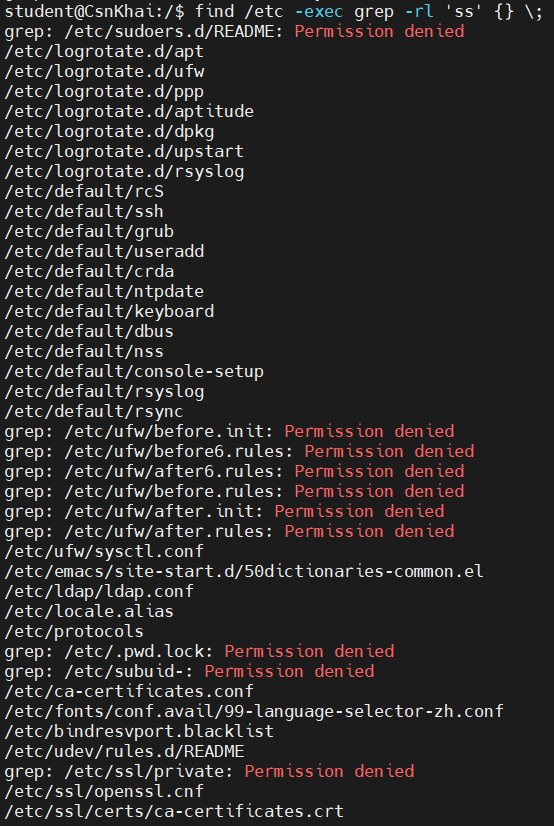 student@CsnKhai:/$ find /etc -exec grep -rl 'ss' {} \;
grep: /etc/sudoers.d/README: Permission denied
/etc/logrotate.d/apt
/etc/logrotate.d/ufw
/etc/logrotate.d/ppp
/etc/logrotate.d/aptitude
/etc/logrotate.d/dpkg
/etc/logrotate.d/upstart
/etc/logrotate.d/rsyslog
/etc/default/rcS
/etc/default/ssh
/etc/default/grub
/etc/default/useradd
/etc/default/crda
/etc/default/ntpdate
/etc/default/keyboard
/etc/default/dbus
/etc/default/nss
/etc/default/console-setup
/etc/default/rsyslog
/etc/default/rsync
grep: /etc/ufw/before.init: Permission denied
grep: /etc/ufw/before6.rules: Permission denied
grep: /etc/ufw/after6.rules: Permission denied
grep: /etc/ufw/before.rules: Permission denied
grep: /etc/ufw/after.init: Permission denied
grep: /etc/ufw/after.rules: Permission denied
/etc/ufw/sysctl.conf
/etc/emacs/site-start.d/50dictionaries-common.el
/etc/ldap/ldap.conf
/etc/locale.alias
/etc/protocols
grep: /etc/.pwd.lock: Permission denied
grep: /etc/subuid-: Permission denied
/etc/ca-certificates.conf
/etc/fonts/conf.avail/99-language-selector-zh.conf
/etc/bindresvport.blacklist
/etc/udev/rules.d/README
grep: /etc/ssl/private: Permission denied
/etc/ssl/openssl.cnf
/etc/ssl/certs/ca-certificates.crt